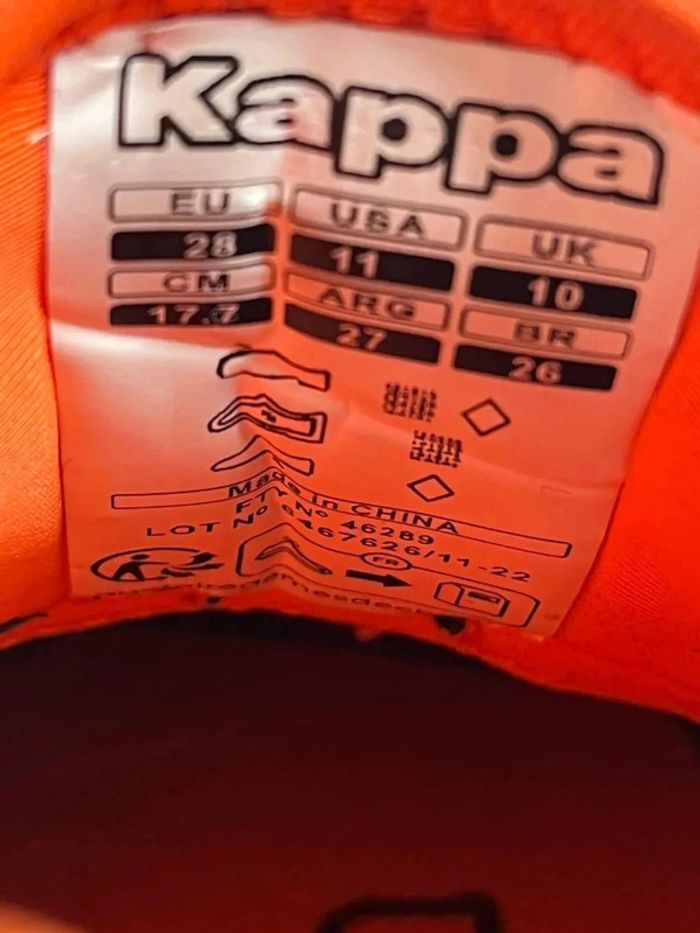 Kappa
EU USA UK
28 11 10
CM ARG BR
17.7 27 26
Made in CHINA
FTY Nº 46289
LOT Nº 67626/11-22
FR